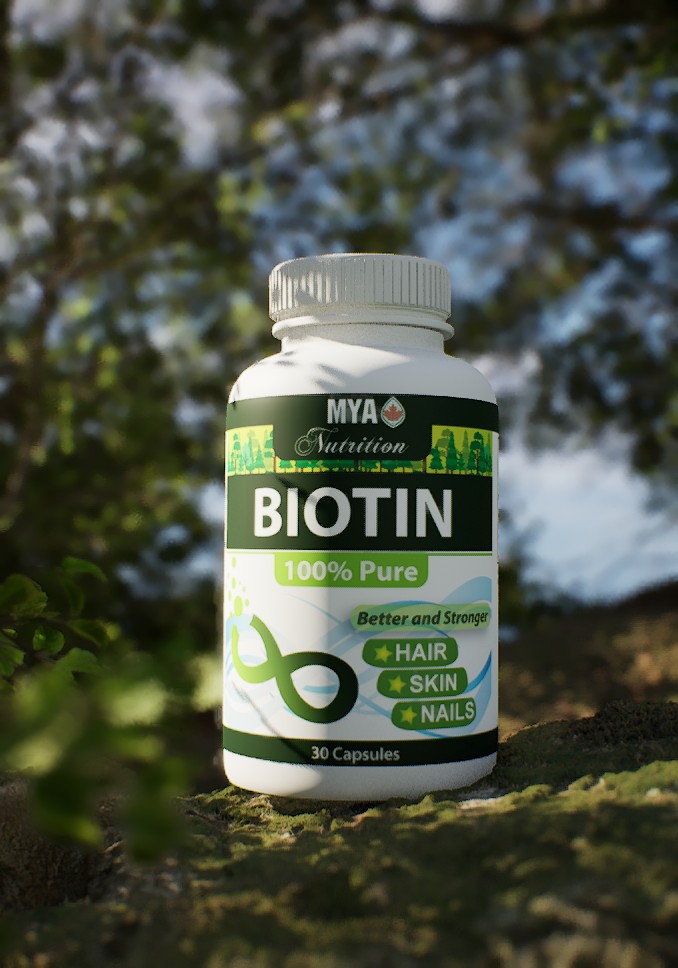 MYA
Nutrition
BIOTIN
100% Pure
Better and Stronger
HAIR
SKIN
NAILS
30 Capsules